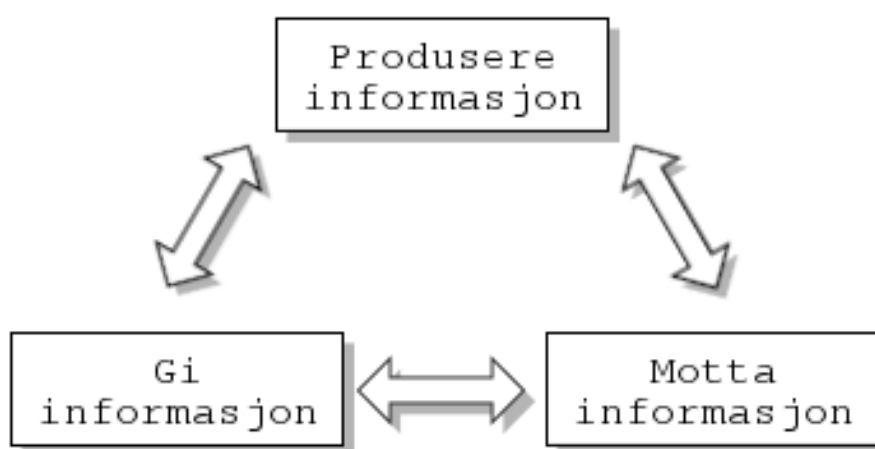 Produsere
informasjon
Gi
informasjon
Motta
informasjon